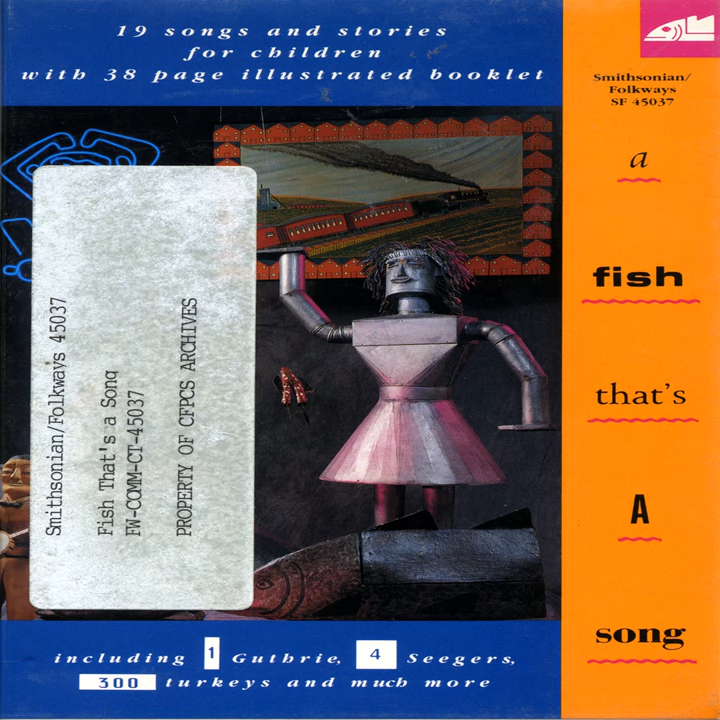 19 songs and stories
for children
with 38 page illustrated booklet
Smithsonian/
Folkways
SF 45037
a
fish
that's
A
song
Smithsonian/Folkways 45037
Fish That's a Song
FW-COMM-CT-45037
PROPERTY OF CFPCS ARCHIVES
including 1 Guthrie, 4 Seegers,
300 turkeys and much more